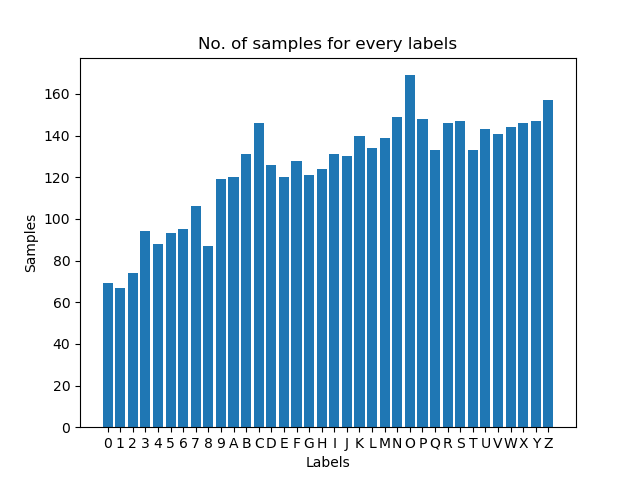 No. of samples for every labels
160
140
120
100
80
60
40
20
0
Samples
0 1 2 3 4 5 6 7 8 9 A B C D E F G H I J K L M N O P Q R S T U V W X Y Z
Labels